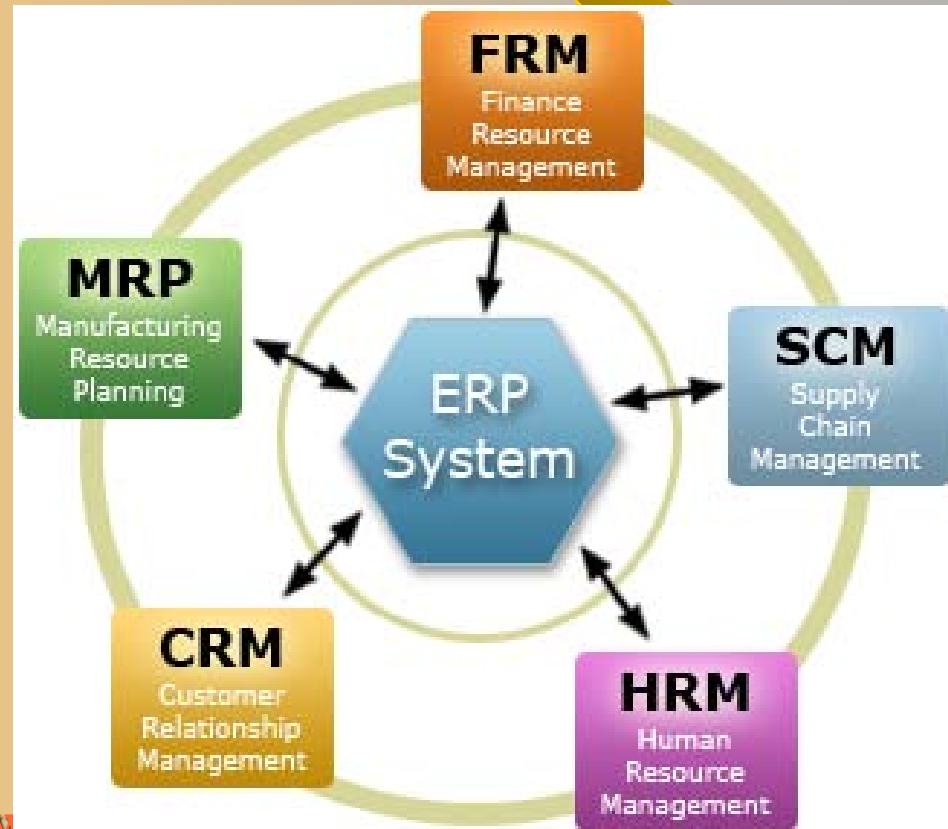 FRM
Finance
Resource
Management
MRP
Manufacturing
Resource
Planning
ERP
System
SCM
Supply
Chain
Management
CRM
Customer
Relationship
Management
HRM
Human
Resource
Management